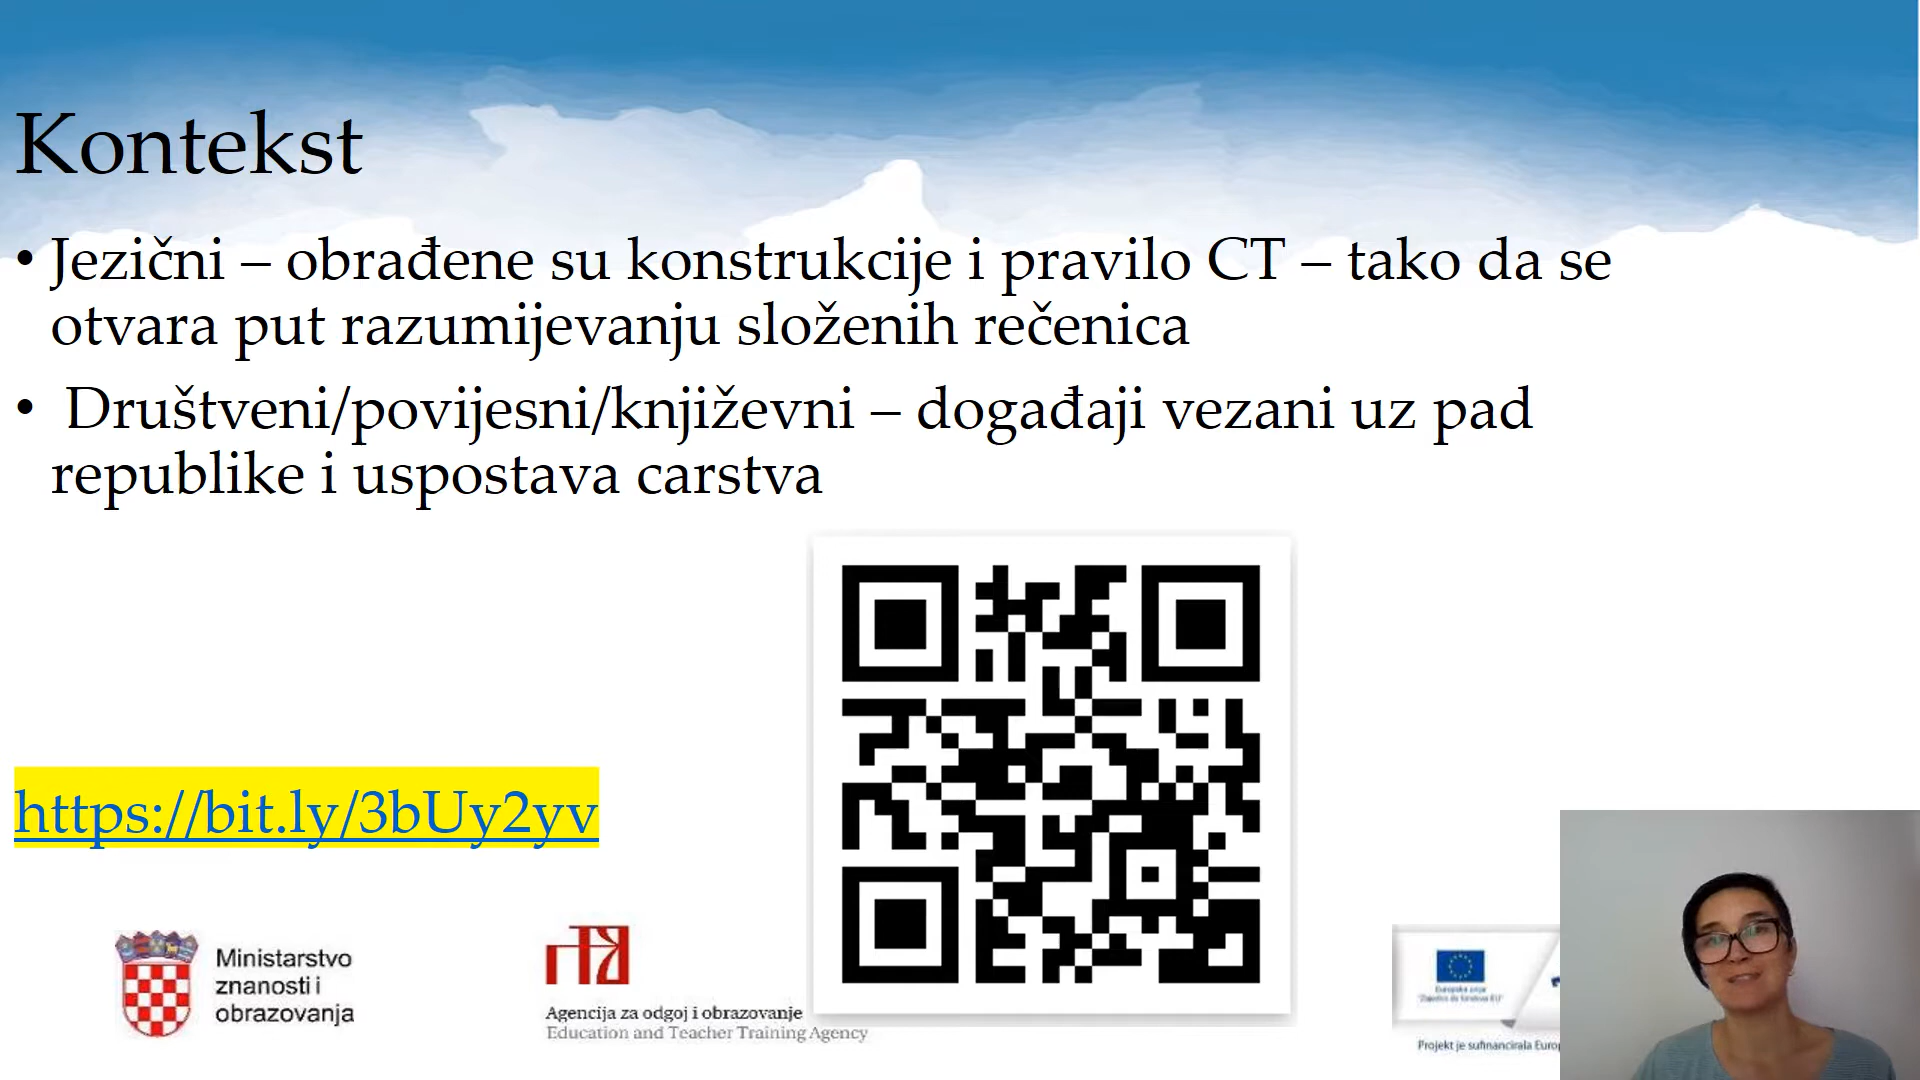 Kontekst
• Jezični – obrađene su konstrukcije i pravilo CT – tako da se
otvara put razumijevanju složenih rečenica
• Društveni/povijesni/književni – događaji vezani uz pad
republike i uspostava carstva
https://bit.ly/3bUy2yv
Ministarstvo
znanosti i
obrazovanja
Agencija za odgoj i obrazovanje
Education and Teacher Training Agency
Projekt je sufinancirala